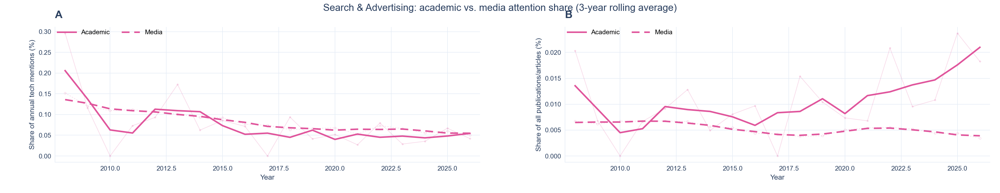 Search & Advertising: academic vs. media attention share (3-year rolling average)
A
Academic
Media
Share of annual tech mentions (%)
0.30
0.25
0.20
0.15
0.10
0.05
0.00
2010.0
2012.5
2015.0
2017.5
2020.0
2022.5
2025.0
Year
B
Academic
Media
Share of all publications/articles (%)
0.020
0.015
0.010
0.005
0.000
2010.0
2012.5
2015.0
2017.5
2020.0
2022.5
2025.0
Year